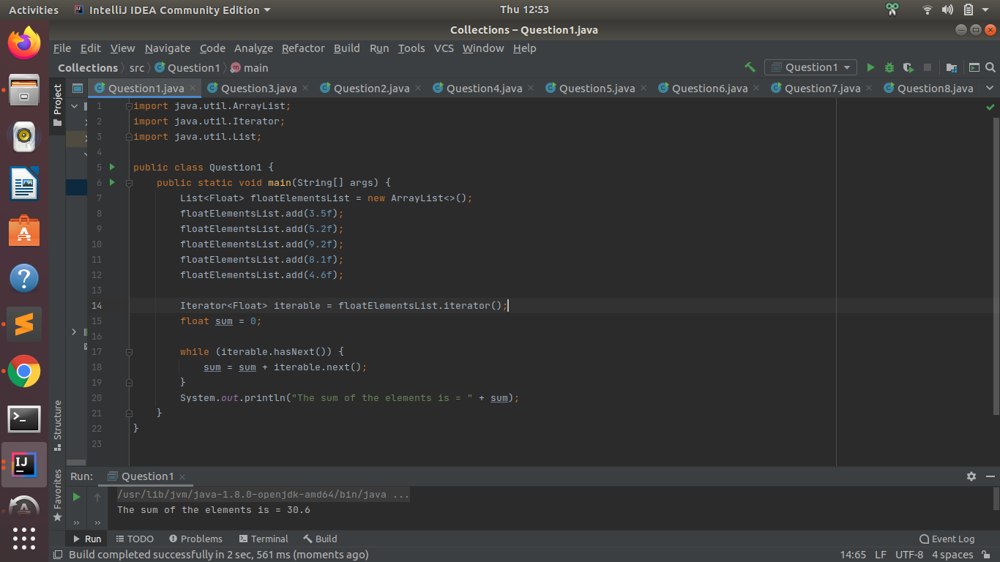 Activities IntelliJ IDEA Community Edition Thu 12:53
Collections – Question1.java
File Edit View Navigate Code Analyze Refactor Build Run Tools VCS Window Help
Collections src Question1 main Question1
Project
Question1.java Question3.java Question2.java Question4.java Question5.java Question6.java Question7.java Question8.java
1 import java.util.ArrayList;
2 import java.util.Iterator;
3 import java.util.List;
4
5 public class Question1 {
6 public static void main(String[] args) {
7 List<Float> floatElementsList = new ArrayList<>();
8 floatElementsList.add(3.5f);
9 floatElementsList.add(5.2f);
10 floatElementsList.add(9.2f);
11 floatElementsList.add(8.1f);
12 floatElementsList.add(4.6f);
13
14 Iterator<Float> iterable = floatElementsList.iterator();
15 float sum = 0;
16
17 while (iterable.hasNext()) {
18 sum = sum + iterable.next();
19 }
20 System.out.println("The sum of the elements is = " + sum);
21 }
22 }
23
Structure
Favorites
Run: Question1
/usr/lib/jvm/java-1.8.0-openjdk-amd64/bin/java ...
The sum of the elements is = 30.6
Run TODO Problems Terminal Build Event Log
Build completed successfully in 2 sec, 561 ms (moments ago) 14:65 LF UTF-8 4 spaces